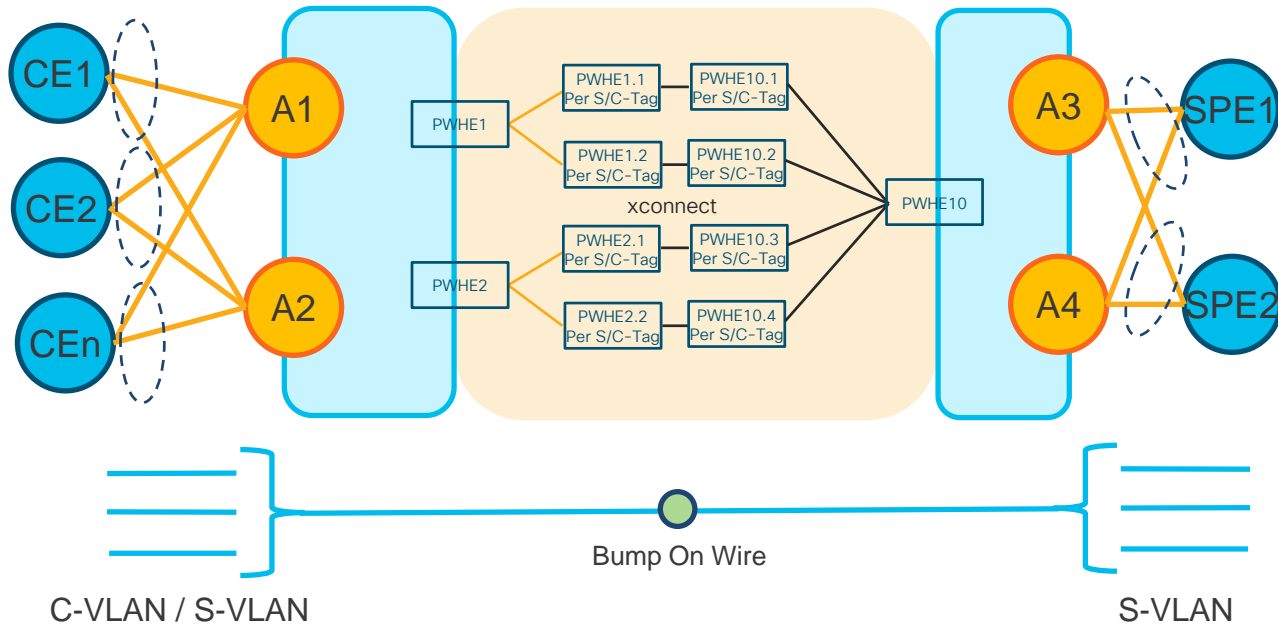 CE1
CE2
CEn
A1
A2
PWHE1
PWHE2
PWHE1.1
Per S/C-Tag
PWHE10.1
Per S/C-Tag
PWHE1.2
Per S/C-Tag
PWHE10.2
Per S/C-Tag
xconnect
PWHE2.1
Per S/C-Tag
PWHE10.3
Per S/C-Tag
PWHE2.2
Per S/C-Tag
PWHE10.4
Per S/C-Tag
PWHE10
A3
A4
SPE1
SPE2
Bump On Wire
C-VLAN / S-VLAN
S-VLAN